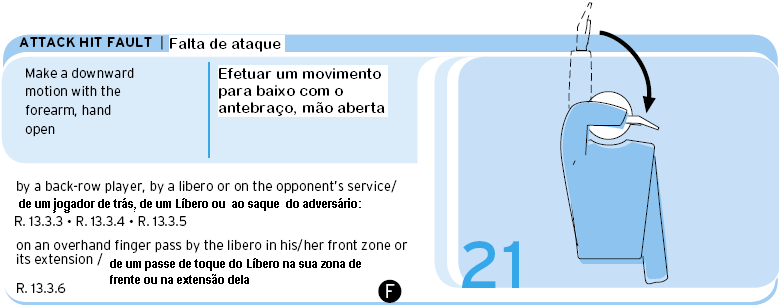 ATTACK HIT FAULT | Falta de ataque
Make a downward
motion with the
forearm, hand
open
Efetuar um movimento
para baixo com o
antebraço, mão aberta
by a back-row player, by a libero or on the opponent's service/
de um jogador de trás, de um Líbero ou ao saque do adversário:
R. 13.3.3 • R. 13.3.4 • R. 13.3.5
on an overhand finger pass by the libero in his/her front zone or
its extension / de um passe de toque do Líbero na sua zona de
frente ou na extensão dela
R. 13.3.6
F
21